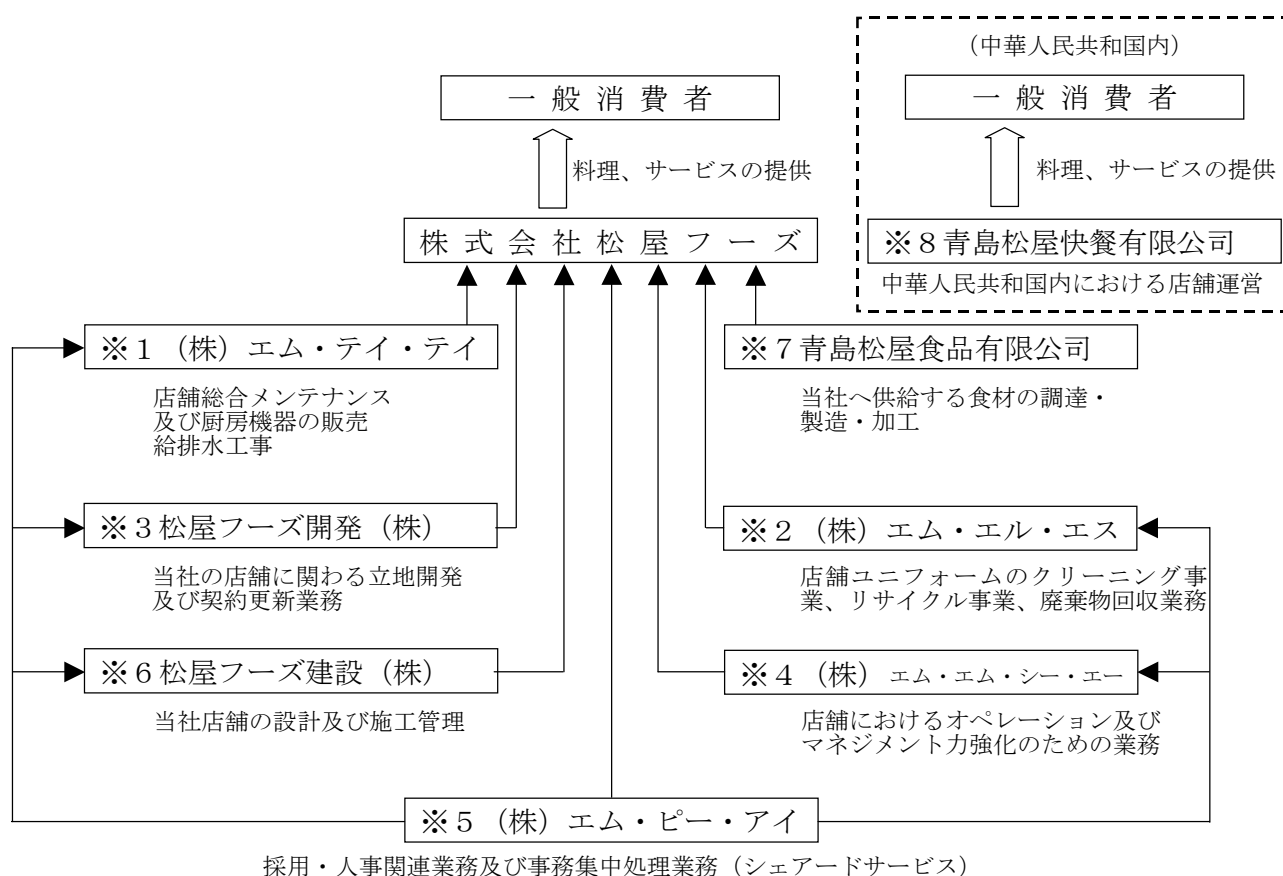 （中華人民共和国内）
一般消費者
一般消費者
料理、サービスの提供
料理、サービスの提供
株式会社松屋フーズ
※８青島松屋快餐有限公司
中華人民共和国内における店舗運営
※１（株）エム・テイ・テイ
店舗総合メンテナンス
及び厨房機器の販売
給排水工事
※７青島松屋食品有限公司
当社へ供給する食材の調達・
製造・加工
※３松屋フーズ開発（株）
当社の店舗に関わる立地開発
及び契約更新業務
※２（株）エム・エル・エス
店舗ユニフォームのクリーニング事
業、リサイクル事業、廃棄物回収業務
※６松屋フーズ建設（株）
当社店舗の設計及び施工管理
※４（株）エム・エム・シー・エー
店舗におけるオペレーション及び
マネジメント力強化のための業務
※５（株）エム・ピー・アイ
採用・人事関連業務及び事務集中処理業務（シェアードサービス）